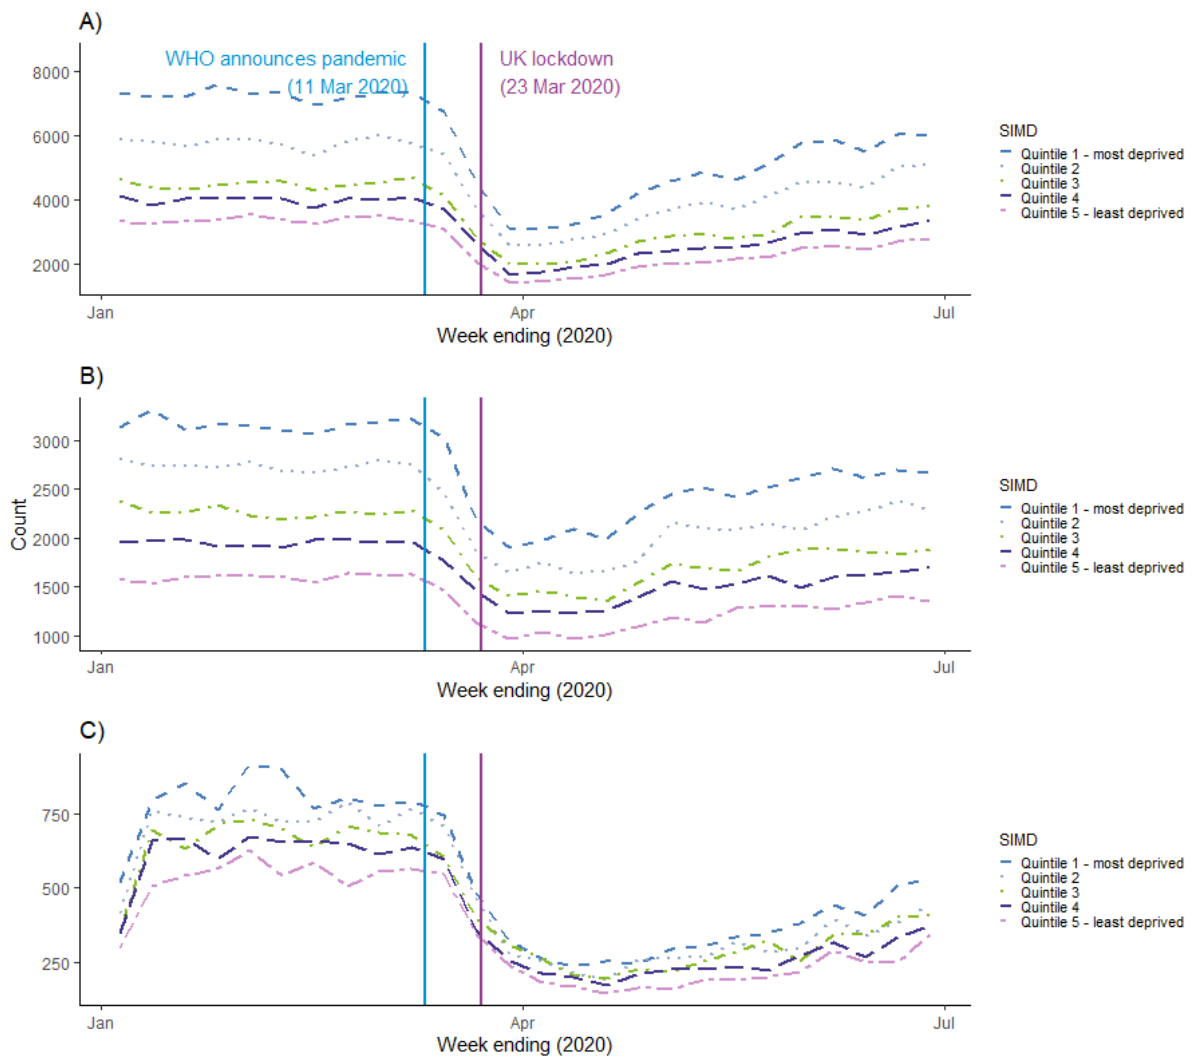 A)
WHO announces pandemic
(11 Mar 2020)
UK lockdown
(23 Mar 2020)
8000
6000
4000
2000
Jan
Apr
Jul
Week ending (2020)
SIMD
Quintile 1 - most deprived
Quintile 2
Quintile 3
Quintile 4
Quintile 5 - least deprived
B)
Count
3000
2500
2000
1500
1000
Jan
Apr
Jul
Week ending (2020)
SIMD
Quintile 1 - most deprived
Quintile 2
Quintile 3
Quintile 4
Quintile 5 - least deprived
C)
750
500
250
Jan
Apr
Jul
Week ending (2020)
SIMD
Quintile 1 - most deprived
Quintile 2
Quintile 3
Quintile 4
Quintile 5 - least deprived